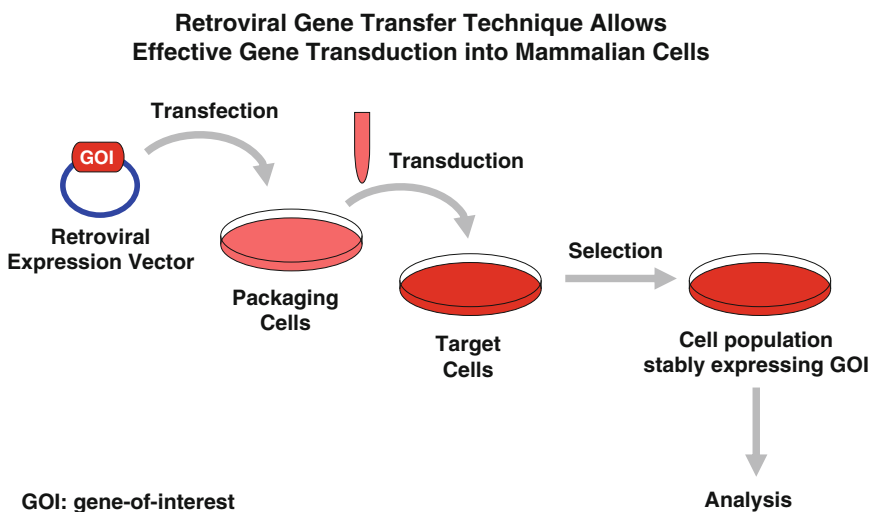 Retroviral Gene Transfer Technique Allows
Effective Gene Transduction into Mammalian Cells
Transfection
GOI
Retroviral
Expression Vector
Packaging
Cells
Transduction
Target
Cells
Selection
Cell population
stably expressing GOI
Analysis
GOI: gene-of-interest